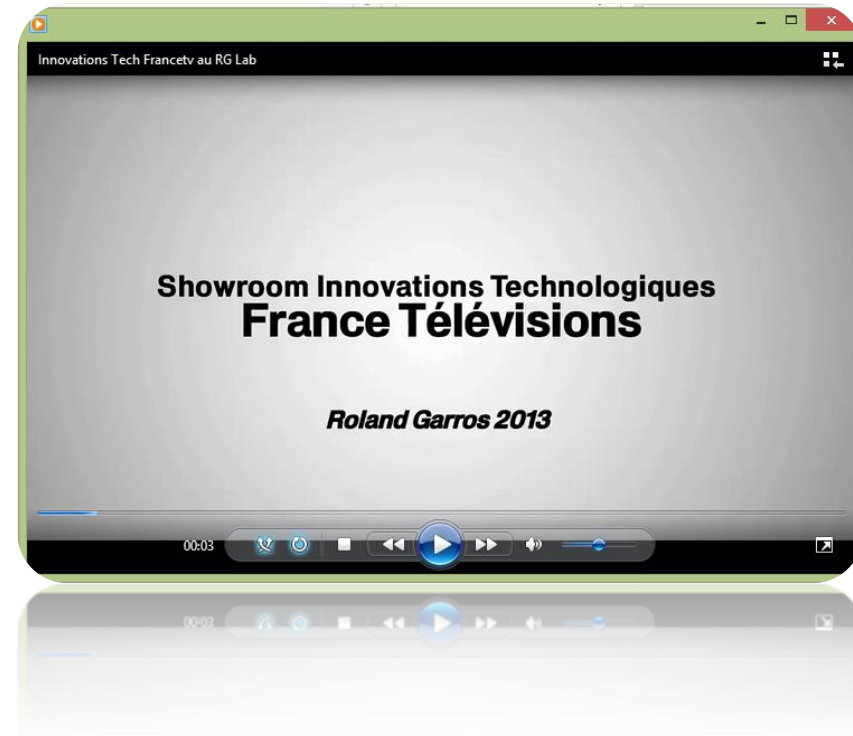 Innovations Tech Francetv au RG Lab
Showroom Innovations Technologiques
France Télévisions
Roland Garros 2013
00:03